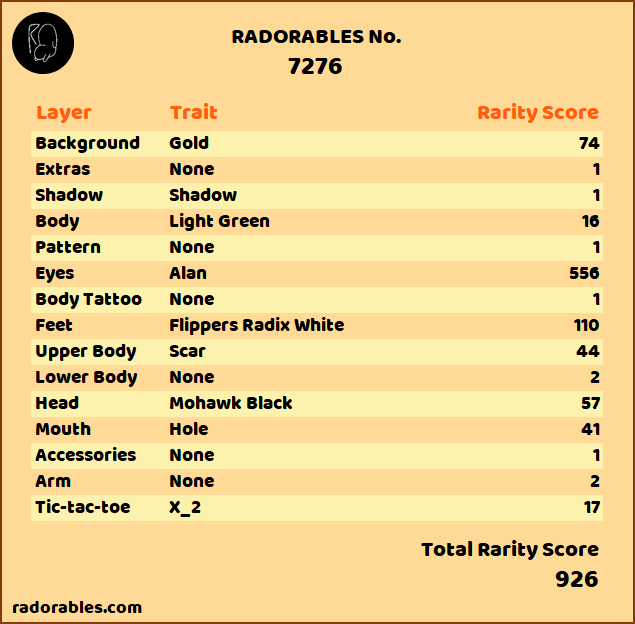 RADORABLES No.
7276
Layer Trait Rarity Score
Background Gold 74
Extras None 1
Shadow Shadow 1
Body Light Green 16
Pattern None 1
Eyes Alan 556
Body Tattoo None 1
Feet Flippers Radix White 110
Upper Body Scar 44
Lower Body None 2
Head Mohawk Black 57
Mouth Hole 41
Accessories None 1
Arm None 2
Tic-tac-toe X_2 17
Total Rarity Score
926
radorables.com